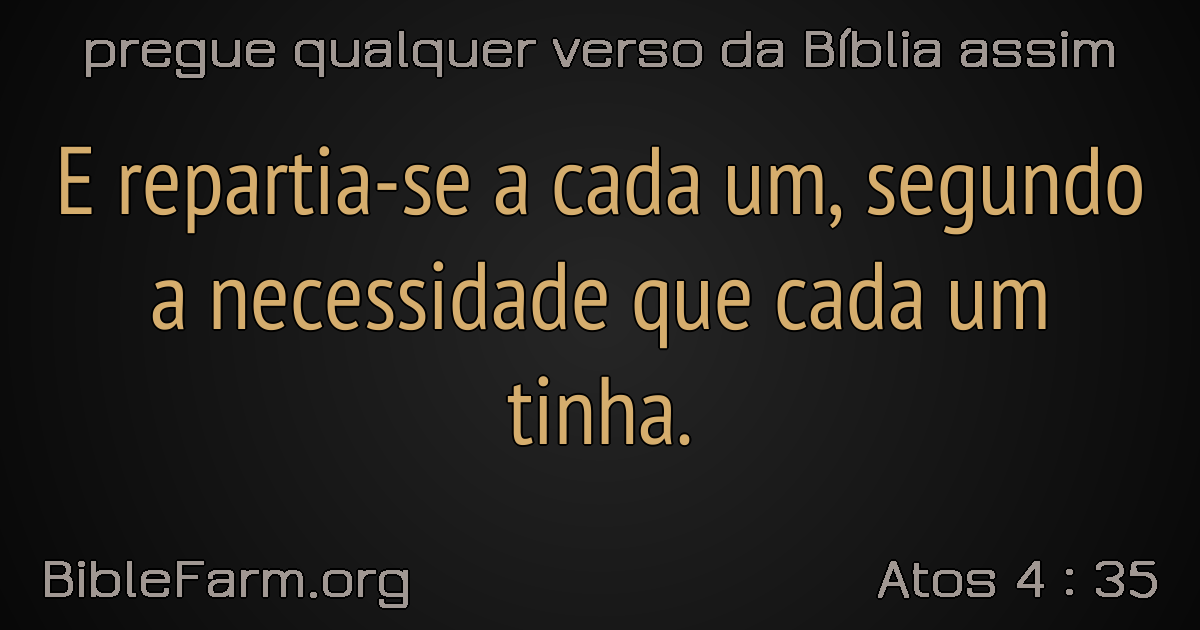 pregue qualquer verso da Bíblia assim
E repartia-se a cada um, segundo
a necessidade que cada um
tinha.
BibleFarm.org
Atos 4 : 35